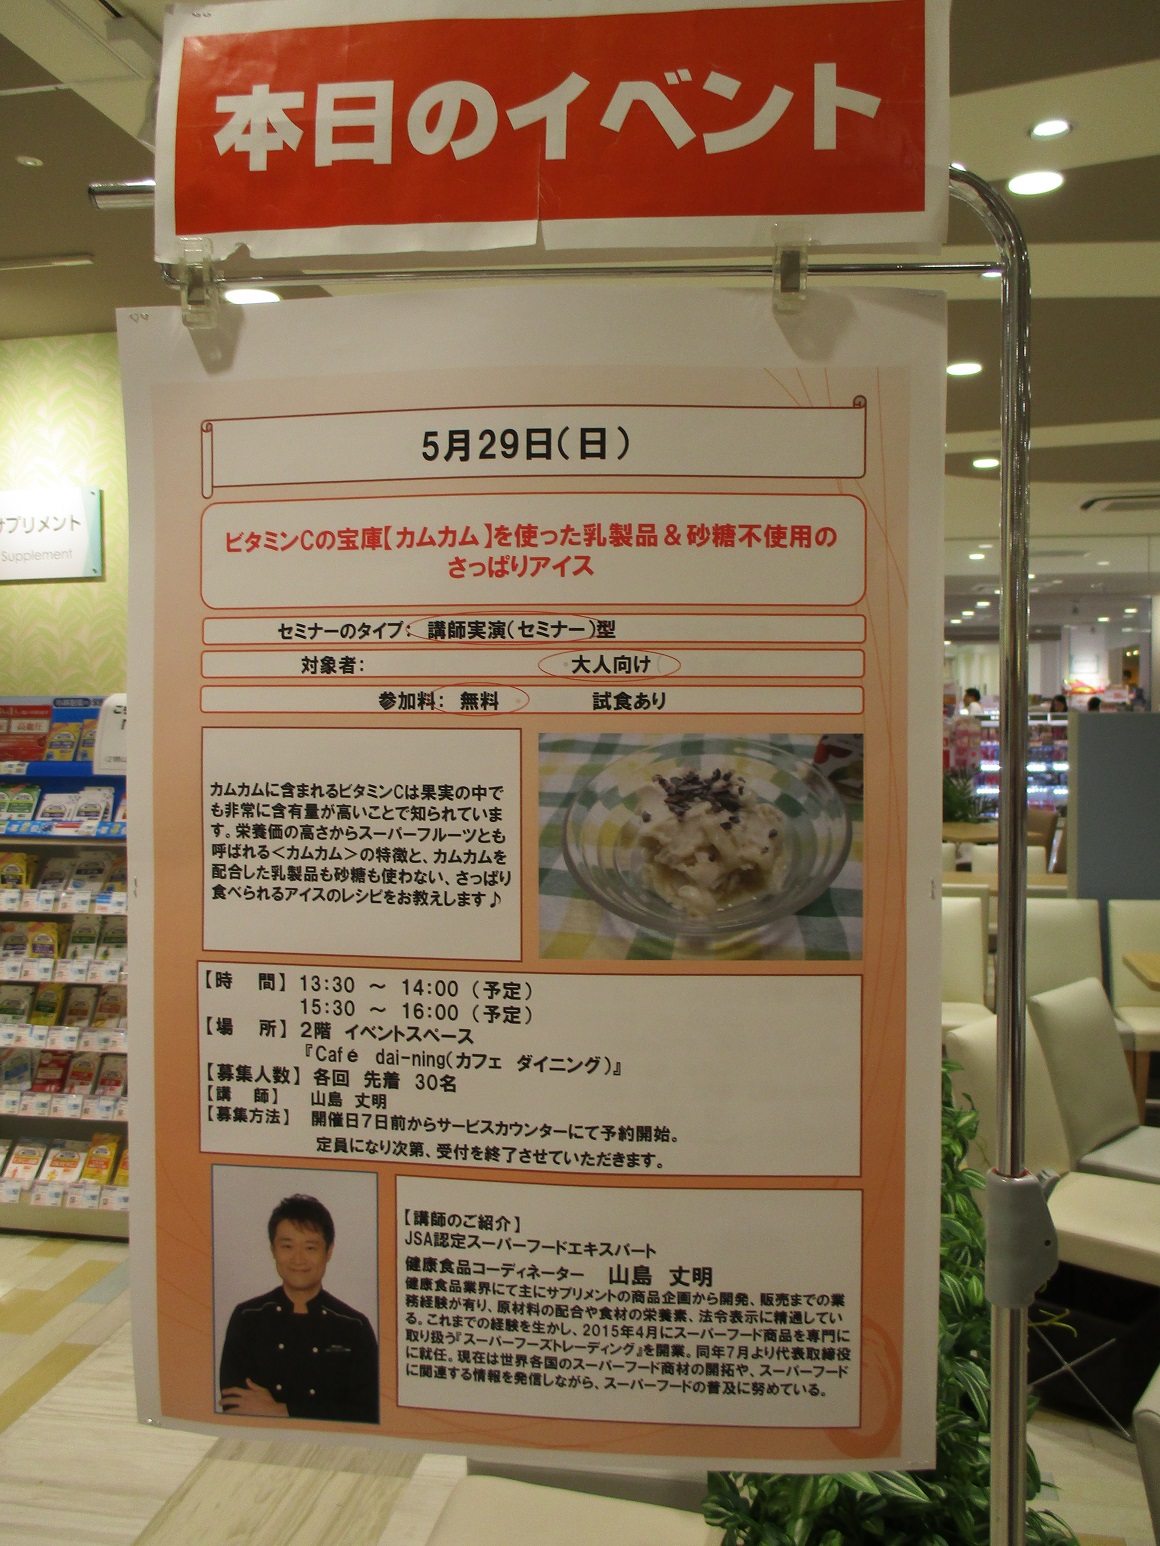 本日のイベント
5月29日(日)
ビタミンCの宝庫【カムカム】を使った乳製品＆砂糖不使用の
さっぱりアイス
セミナーのタイプ： 講師実演(セミナー)型
対象者： 大人向け
参加料： 無料 試食あり
カムカムに含まれるビタミンCは果実の中で
も非常に含有量が高いことで知られていま
す。栄養価の高さからスーパーフルーツとも
呼ばれる＜カムカム＞の特徴と、カムカムを
配合した乳製品も砂糖も使わない、さっぱり
食べられるアイスのレシピをお教えします♪
【時 間】 13:30 ～ 14:00 (予定)
15:30 ～ 16:00 (予定)
【場 所】 2階 イベントスペース
『Café dai-ning(カフェ ダイニング)』
【募集人数】 各回 先着 30名
【講 師】 山島 丈明
【募集方法】 開催日7日前からサービスカウンターにて予約開始。
定員になり次第、受付を終了させていただきます。
【講師のご紹介】
JSA認定スーパーフードエキスパート
健康食品コーディネーター 山島 丈明
健康食品業界にて主にサプリメントの商品企画から開発、販売までの業
務経験が有り、原材料の配合や食材の栄養素、法令表示に精通してい
る。これまでの経験を生かし、2015年4月にスーパーフード商品を専門に
取り扱う『スーパーフーズトレーディング』を開業。同年7月より代表取締役
に就任。現在は世界各国のスーパーフード商材の開拓や、スーパーフード
に関連する情報を発信しながら、スーパーフードの普及に努めている。
サプリメント
Supplement